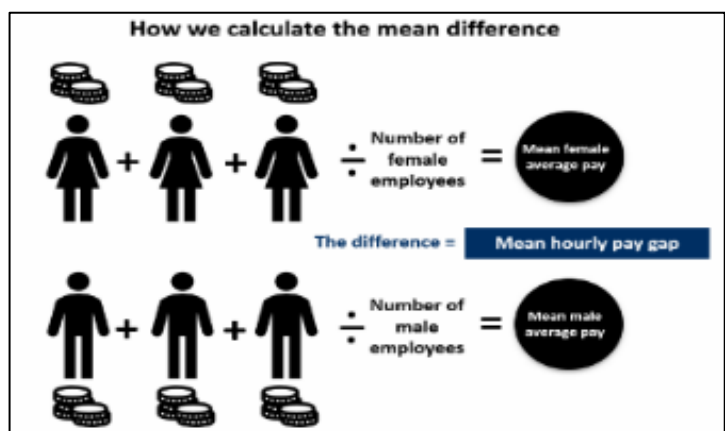 How we calculate the mean difference
+ + ÷ Number of
female
employees
=
Mean female
average pay
The difference = Mean hourly pay gap
+ + ÷ Number of
male
employees
=
Mean male
average pay